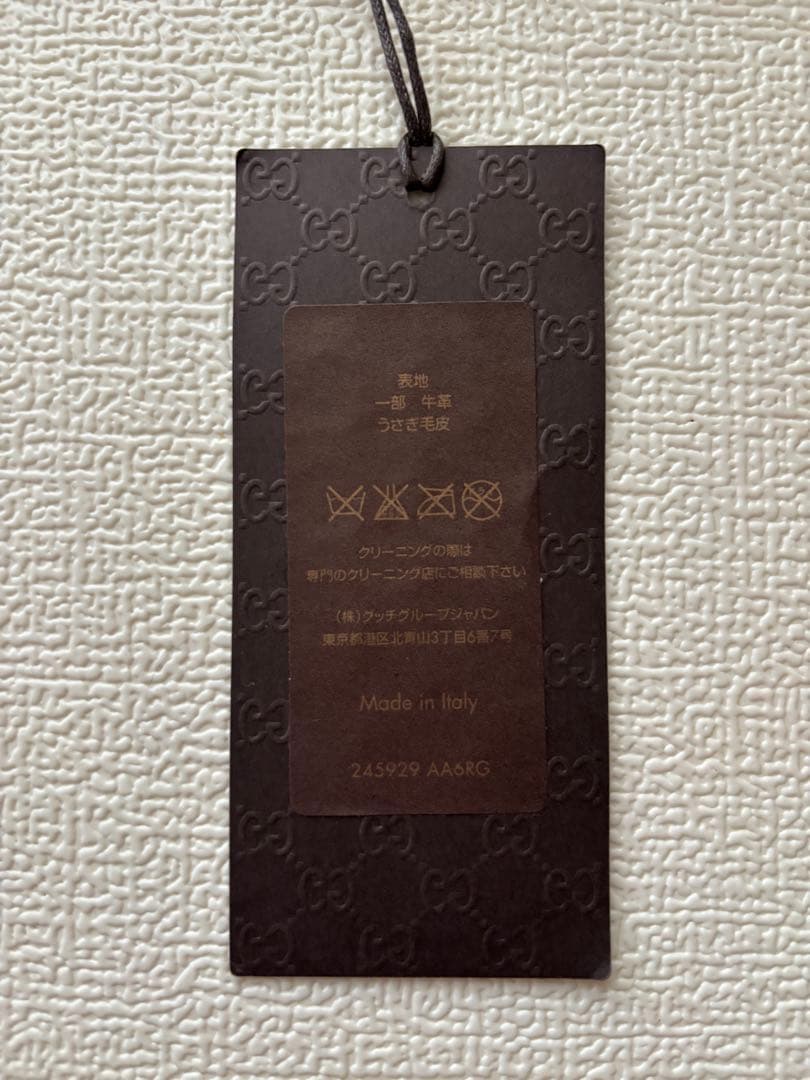 表地
一部 牛革
うさぎ毛皮
クリーニングの際は
専門のクリーニング店にご相談下さい
(株)グッチグループジャパン
東京都港区北青山3丁目6番7号
Made in Italy
245929 AA6RG